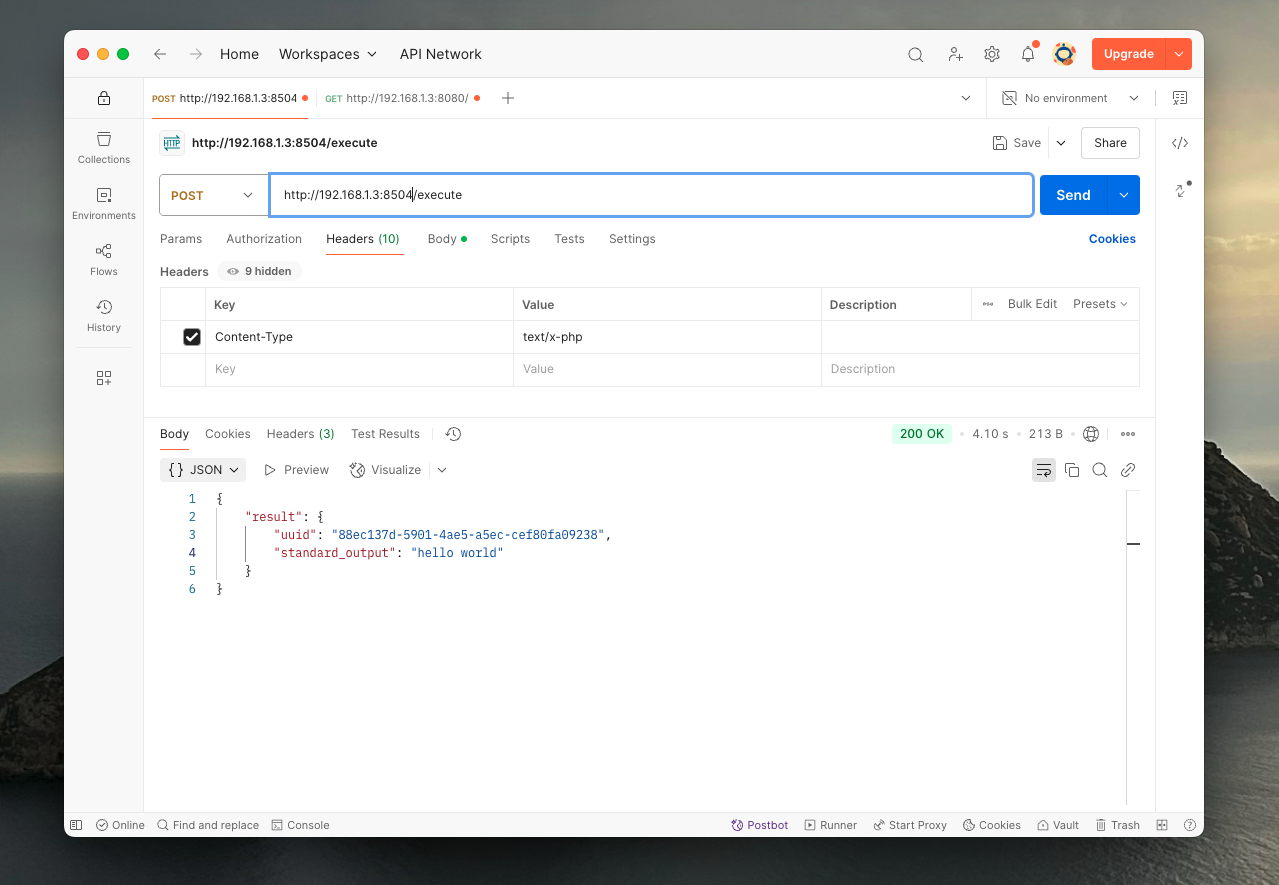 Home Workspaces API Network Upgrade
POST http://192.168.1.3:8504 GET http://192.168.1.3:8080/ No environment
HTTP http://192.168.1.3:8504/execute Save Share
Collections
POST http://192.168.1.3:8504/execute Send
Environments
Params Authorization Headers (10) Body Scripts Tests Settings Cookies
Flows
Headers 9 hidden
Key Value Description Bulk Edit Presets
History
Content-Type text/x-php
Key Value Description
Body Cookies Headers (3) Test Results 200 OK 4.10 s 213 B
{} JSON Preview Visualize
1 {
2 "result": {
3 "uuid": "88ec137d-5901-4ae5-a5ec-cef80fa09238",
4 "standard_output": "hello world"
5 }
6 }
Online Find and replace Console Postbot Runner Start Proxy Cookies Vault Trash